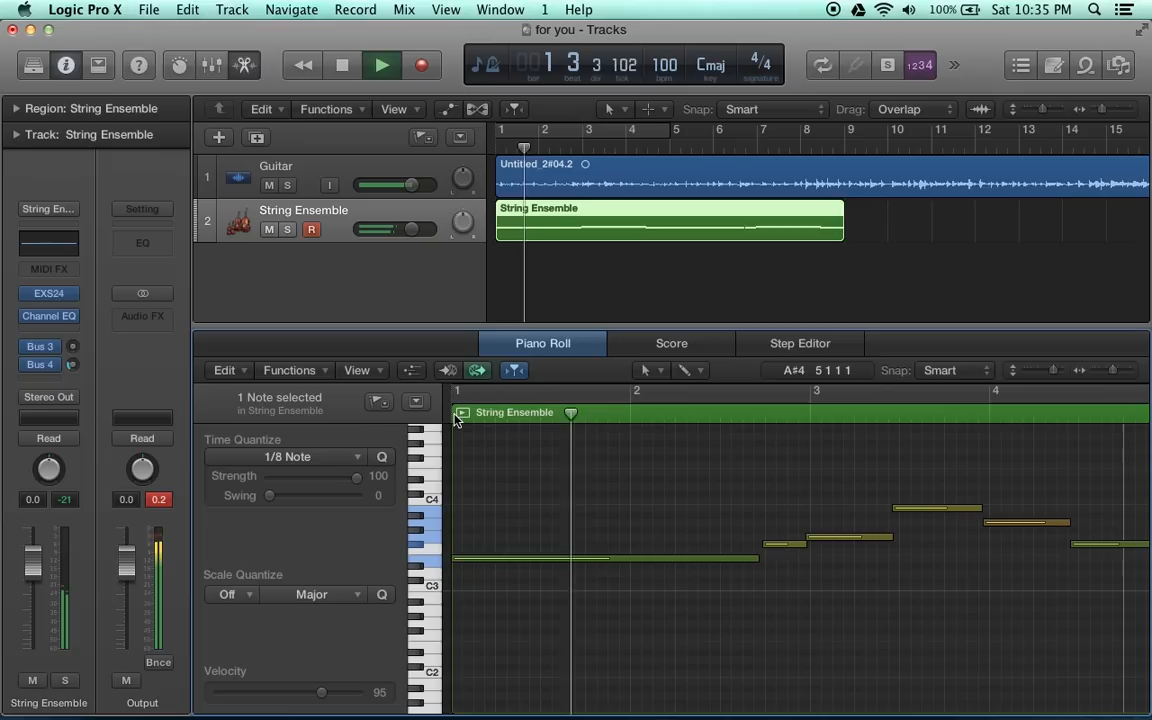 Logic Pro X File Edit Track Navigate Record Mix View Window 1 Help 100% Sat 10:35 PM
for you - Tracks
1 3 3 102 100 Cmaj 4/4
bar beat div tick bpm key signature
S 1234
Region: String Ensemble
Edit Functions View Snap: Smart Drag: Overlap
Track: String Ensemble
1 2 3 4 5 6 7 8 9 10 11 12 13 14 15
1 Guitar
M S I L R
Untitled_2#04.2
2 String Ensemble
M S R L R
String Ensemble
String En... Setting
EQ
MIDI FX
EXS24
Channel EQ Audio FX
Bus 3
Bus 4
Stereo Out
Read Read
0.0 -21 0.0 0.2
Bnce
M S M
String Ensemble Output
Piano Roll Score Step Editor
Edit Functions View A#4 5 1 1 1 Snap: Smart
1 Note selected
in String Ensemble
1 2 3 4
String Ensemble
Time Quantize
1/8 Note Q
Strength 100
Swing 0
Scale Quantize
Off Major Q
Velocity
95
C4
C3
C2